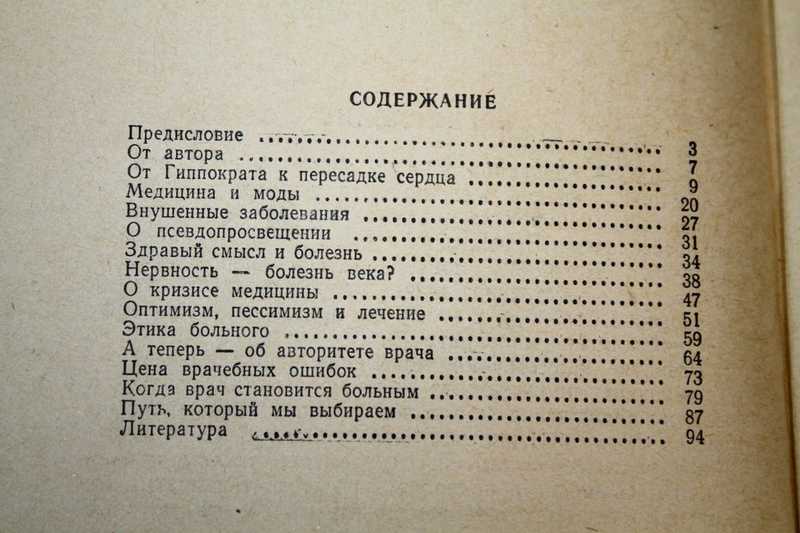 СОДЕРЖАНИЕ
Предисловие 3
От автора 7
От Гиппократа к пересадке сердца 9
Медицина и моды 20
Внушенные заболевания 27
О псевдопросвещении 31
Здравый смысл и болезнь 34
Нервность — болезнь века? 38
О кризисе медицины 47
Оптимизм, пессимизм и лечение 51
Этика больного 59
А теперь — об авторитете врача 64
Цена врачебных ошибок 73
Когда врач становится больным 79
Путь, который мы выбираем 87
Литература 94